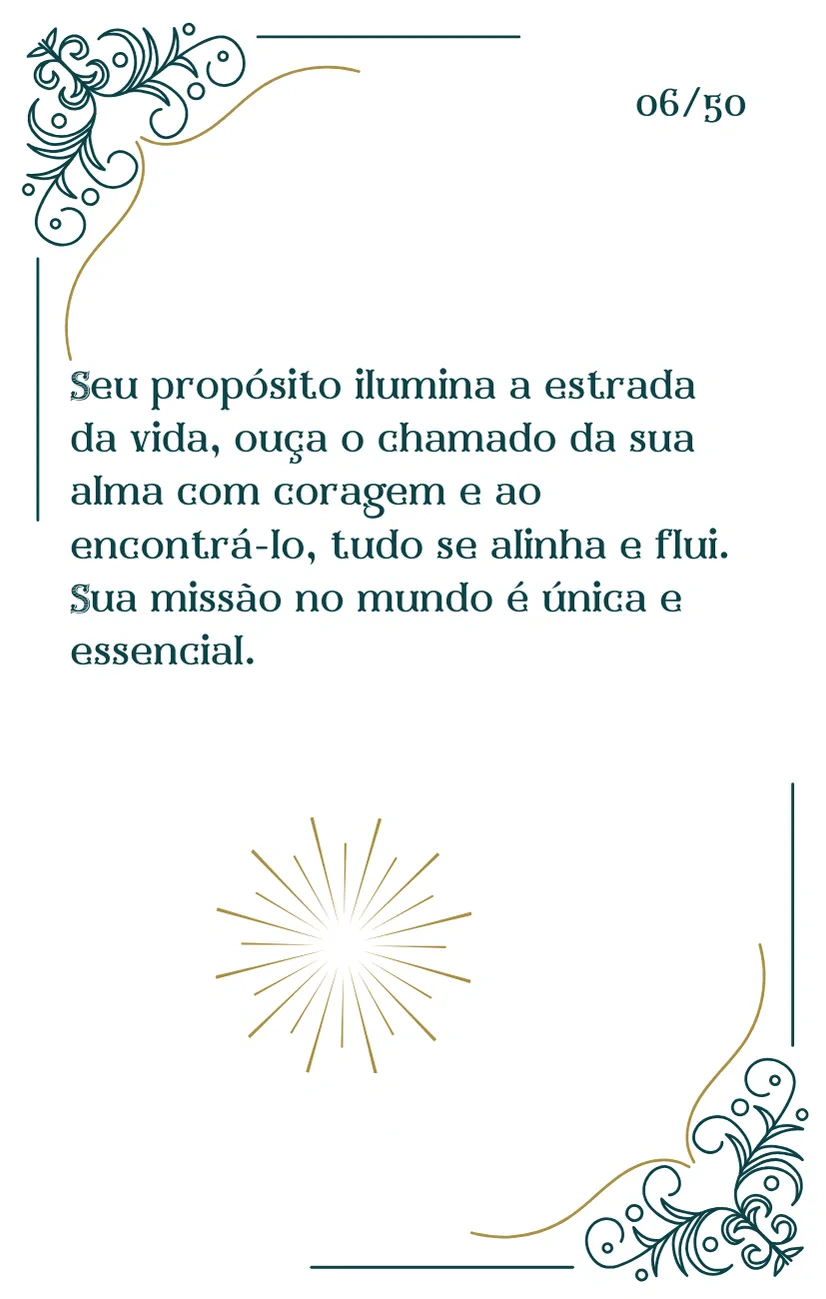 06/50
Seu propósito ilumina a estrada
da vida, ouça o chamado da sua
alma com coragem e ao
encontrá-lo, tudo se alinha e flui.
Sua missão no mundo é única e
essencial.